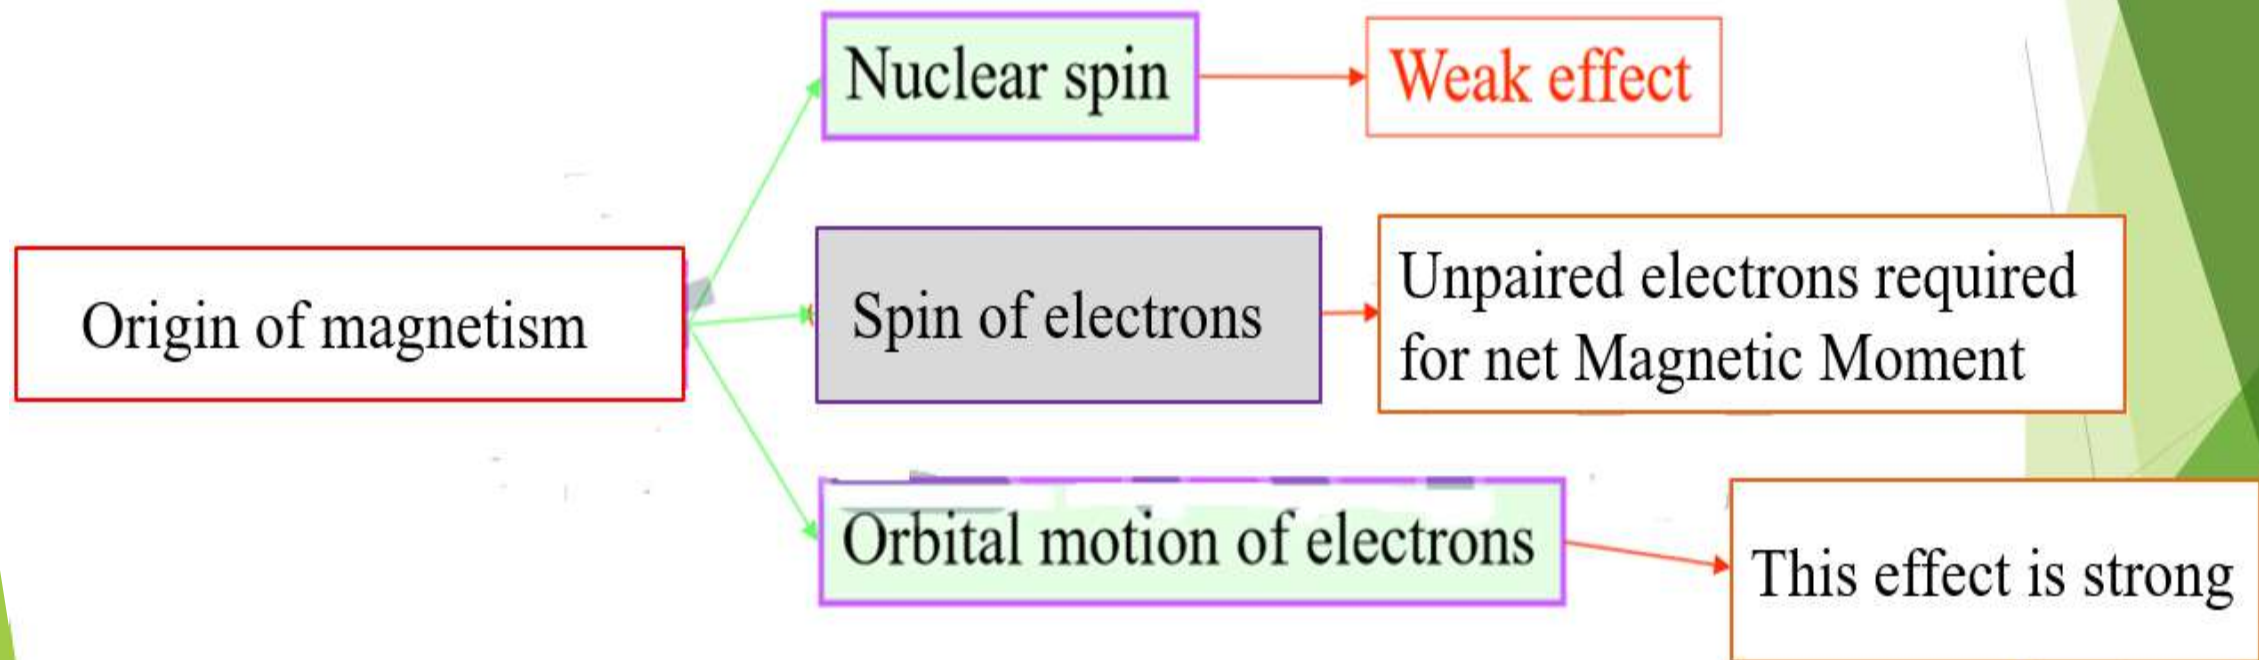 Nuclear spin
Weak effect
Origin of magnetism
Spin of electrons
Unpaired electrons required
for net Magnetic Moment
Orbital motion of electrons
This effect is strong